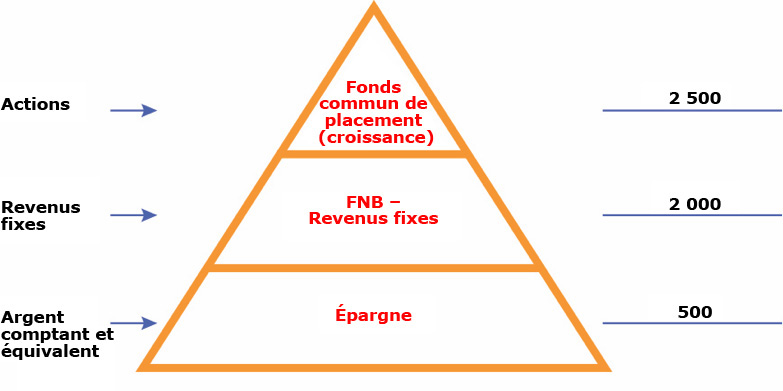 Actions
Fonds
commun de
placement
(croissance)
2 500
Revenus
fixes
FNB –
Revenus fixes
2 000
Argent
comptant et
équivalent
Épargne
500